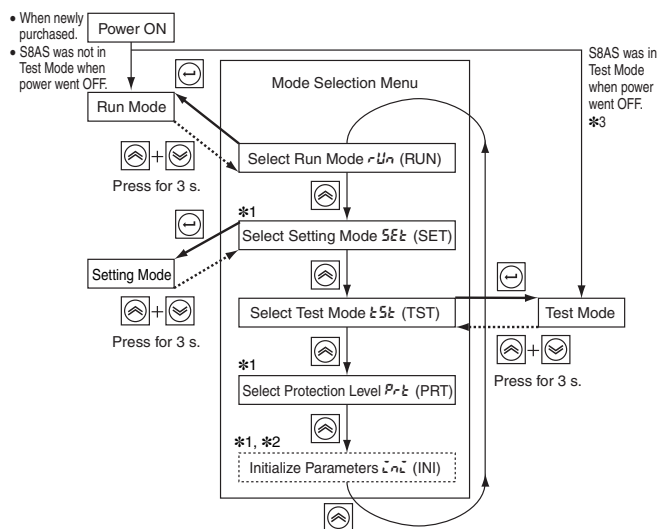 • When newly
purchased.
• S8AS was not in
Test Mode when
power went OFF.
Power ON
S8AS was in
Test Mode
when power
went OFF.
*3
Mode Selection Menu
Run Mode
+
Press for 3 s.
Select Run Mode rUn (RUN)
*1
Select Setting Mode SEt (SET)
Setting Mode
+
Press for 3 s.
Select Test Mode tSt (TST)
Test Mode
+
Press for 3 s.
*1
Select Protection Level Prt (PRT)
*1, *2
Initialize Parameters ini (INI)